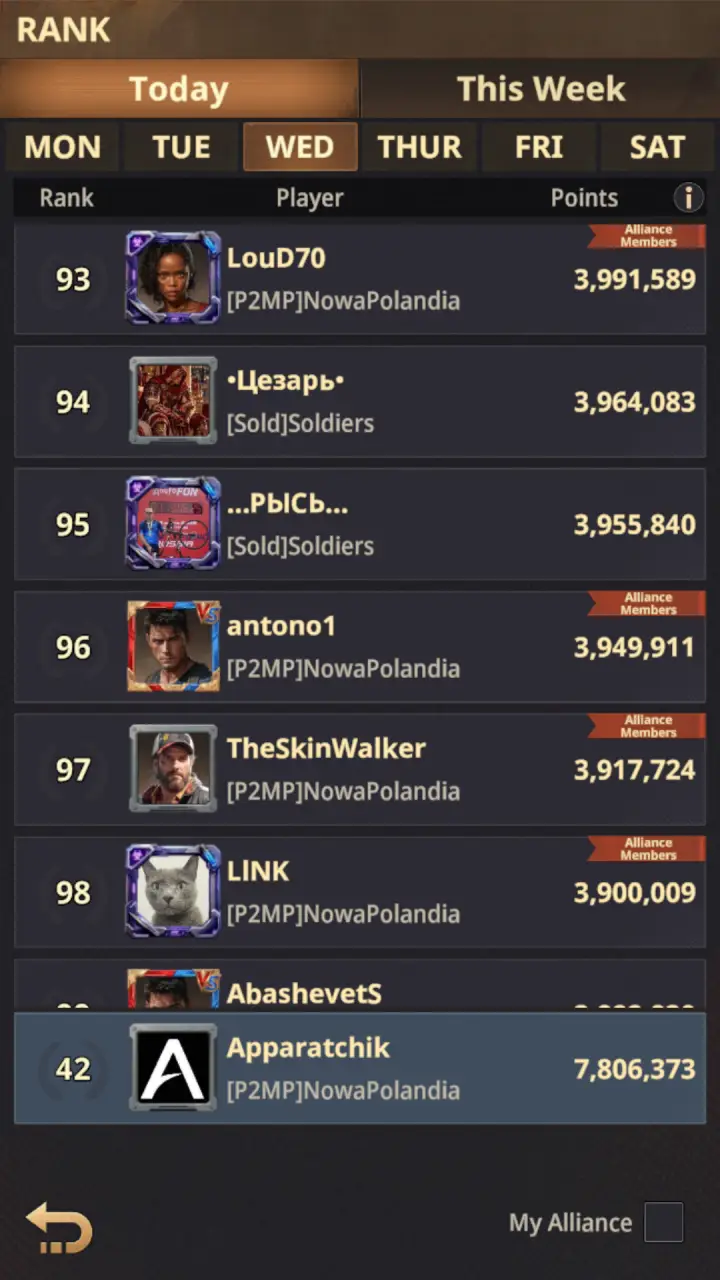 RANK
Today
This Week
MON
TUE
WED
THUR
FRI
SAT
Rank
Player
Points
i
Alliance
Members
93
LouD70
[P2MP]NowaPolandia
3,991,589
94
•Цезарь•
[Sold]Soldiers
3,964,083
95
...РЫСЬ...
[Sold]Soldiers
3,955,840
Alliance
Members
96
antono1
[P2MP]NowaPolandia
3,949,911
Alliance
Members
97
TheSkinWalker
[P2MP]NowaPolandia
3,917,724
Alliance
Members
98
LINK
[P2MP]NowaPolandia
3,900,009
AbashevetS
42
Apparatchik
[P2MP]NowaPolandia
7,806,373
My Alliance